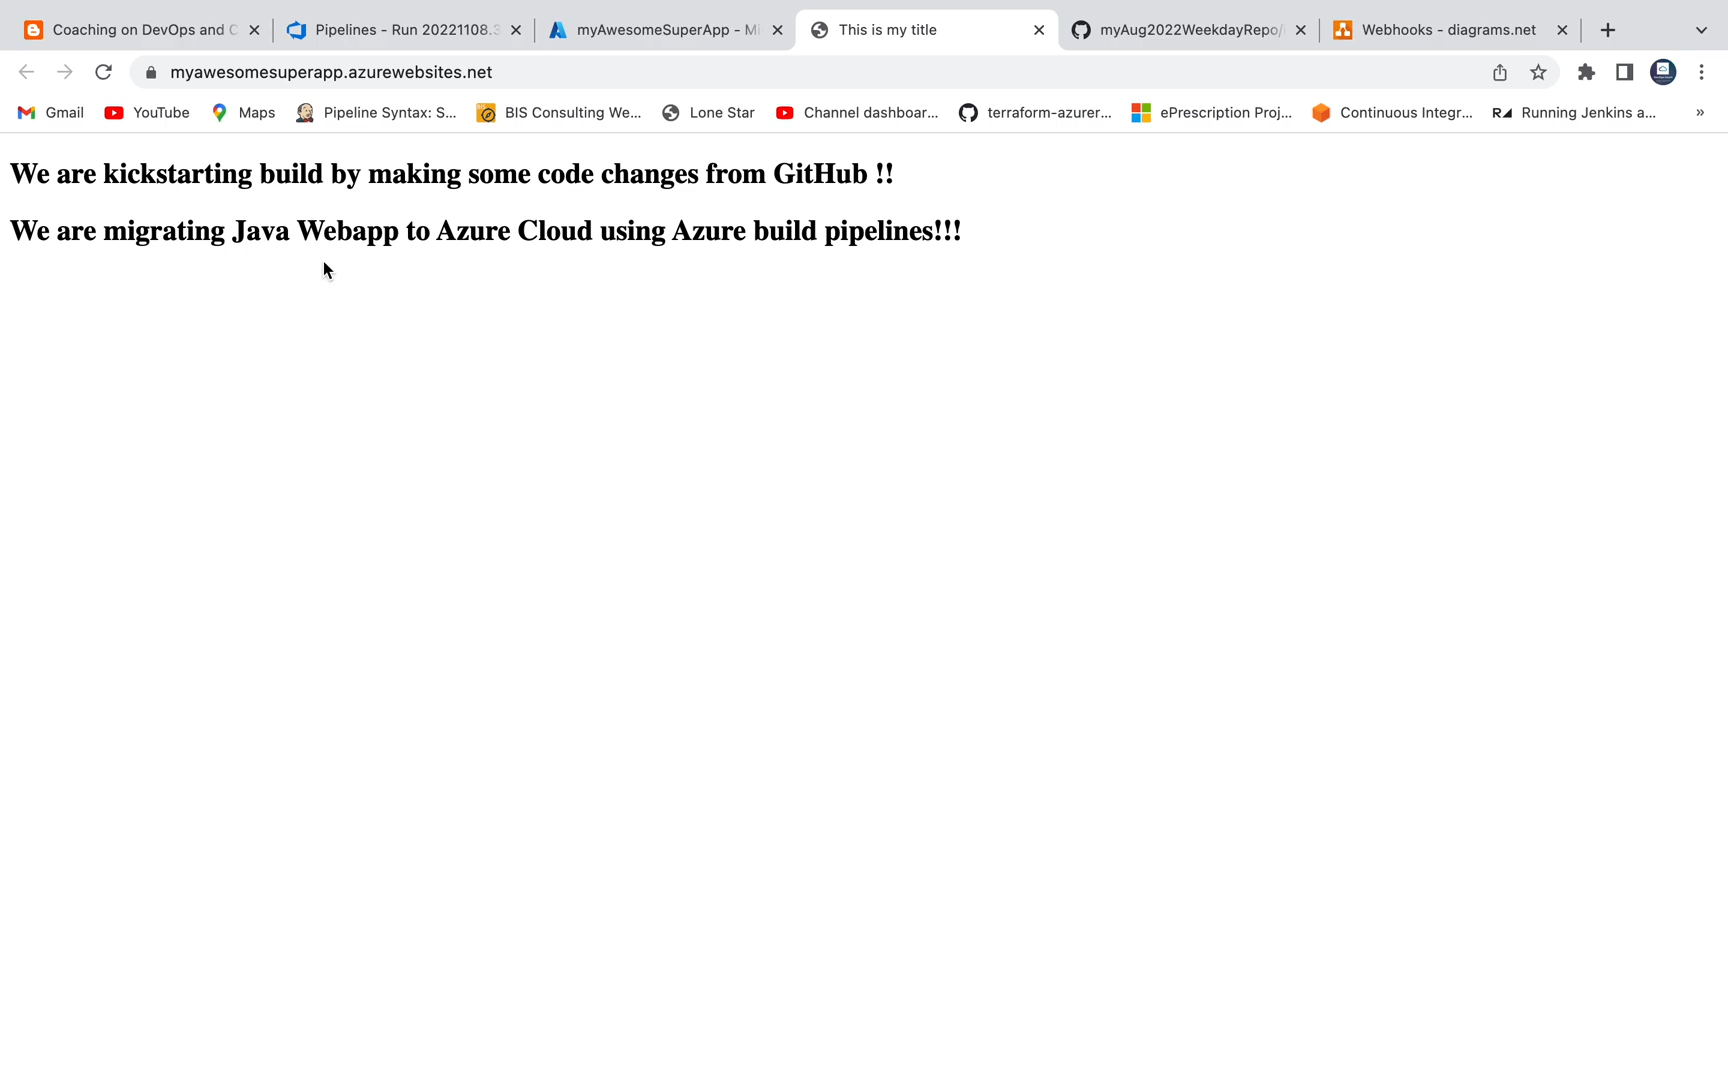 Coaching on DevOps and C
Pipelines - Run 20221108.3
myAwesomeSuperApp - Mi
This is my title
myAug2022WeekdayRepo/
Webhooks - diagrams.net
myawesomesuperapp.azurewebsites.net
Gmail
YouTube
Maps
Pipeline Syntax: S...
BIS Consulting We...
Lone Star
Channel dashboar...
terraform-azurer...
ePrescription Proj...
Continuous Integr...
Running Jenkins a...
»
We are kickstarting build by making some code changes from GitHub !!
We are migrating Java Webapp to Azure Cloud using Azure build pipelines!!!